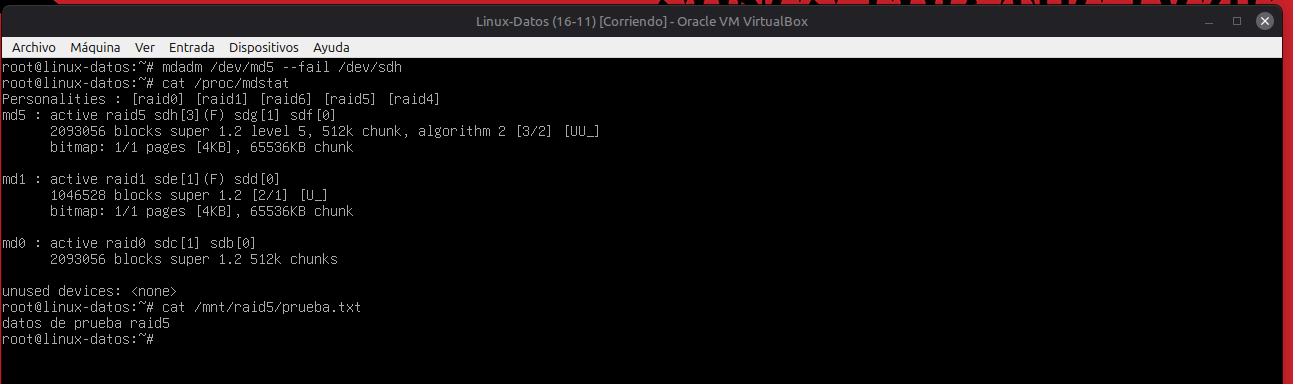 Linux-Datos (16-11) [Corriendo] - Oracle VM VirtualBox
Archivo Máquina Ver Entrada Dispositivos Ayuda
root@linux-datos:~# mdadm /dev/md5 --fail /dev/sdh
root@linux-datos:~# cat /proc/mdstat
Personalities : [raid0] [raid1] [raid6] [raid5] [raid4]
md5 : active raid5 sdh[3](F) sdg[1] sdf[0]
      2093056 blocks super 1.2 level 5, 512k chunk, algorithm 2 [3/2] [UU_]
      bitmap: 1/1 pages [4KB], 65536KB chunk
md1 : active raid1 sde[1](F) sdd[0]
      1046528 blocks super 1.2 [2/1] [U_]
      bitmap: 1/1 pages [4KB], 65536KB chunk
md0 : active raid0 sdc[1] sdb[0]
      2093056 blocks super 1.2 512k chunks
unused devices: <none>
root@linux-datos:~# cat /mnt/raid5/prueba.txt
datos de prueba raid5
root@linux-datos:~#